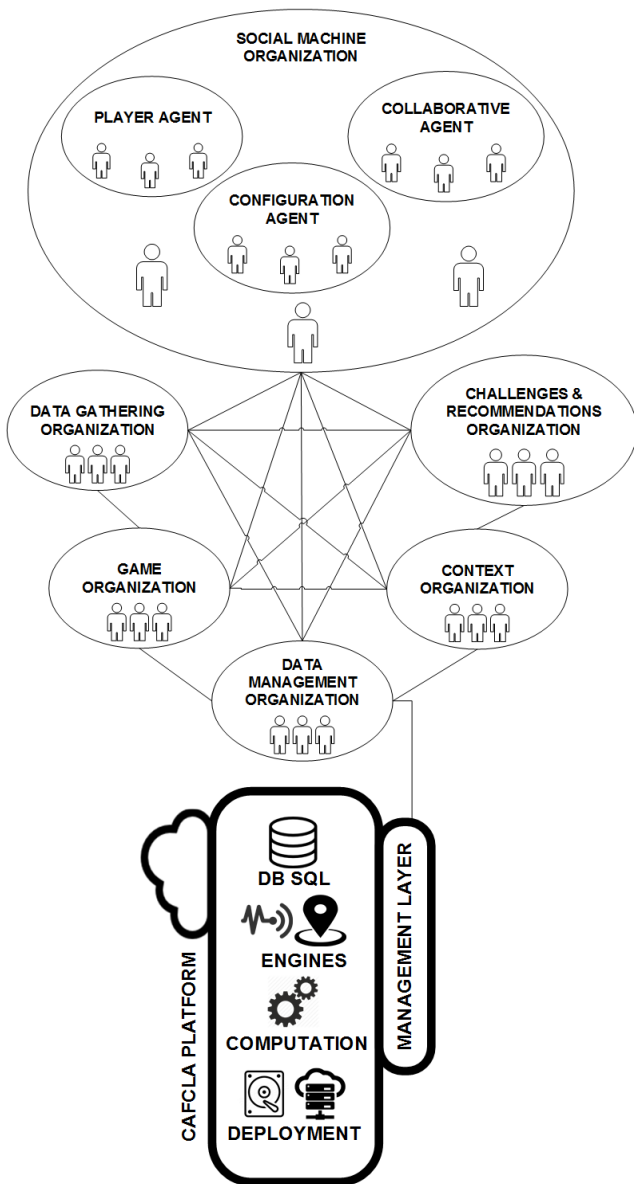 SOCIAL MACHINE
ORGANIZATION
PLAYER AGENT
COLLABORATIVE
AGENT
CONFIGURATION
AGENT
DATA GATHERING
ORGANIZATION
CHALLENGES &
RECOMMENDATIONS
ORGANIZATION
GAME
ORGANIZATION
CONTEXT
ORGANIZATION
DATA
MANAGEMENT
ORGANIZATION
DB SQL
ENGINES
COMPUTATION
DEPLOYMENT
CAFCLA PLATFORM
MANAGEMENT LAYER